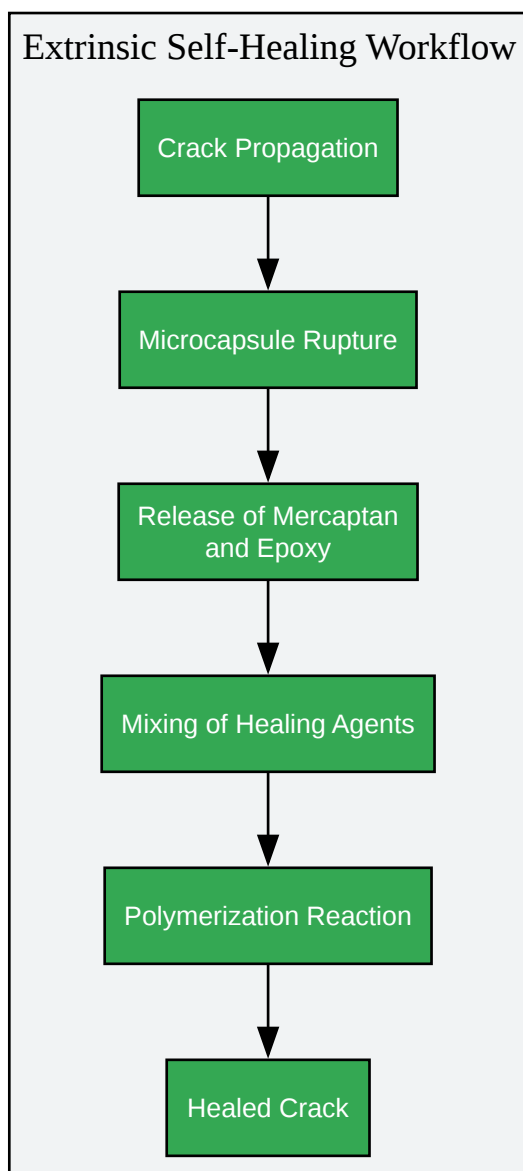 Extrinsic Self-Healing Workflow
Crack Propagation
Microcapsule Rupture
Release of Mercaptan
and Epoxy
Mixing of Healing Agents
Polymerization Reaction
Healed Crack